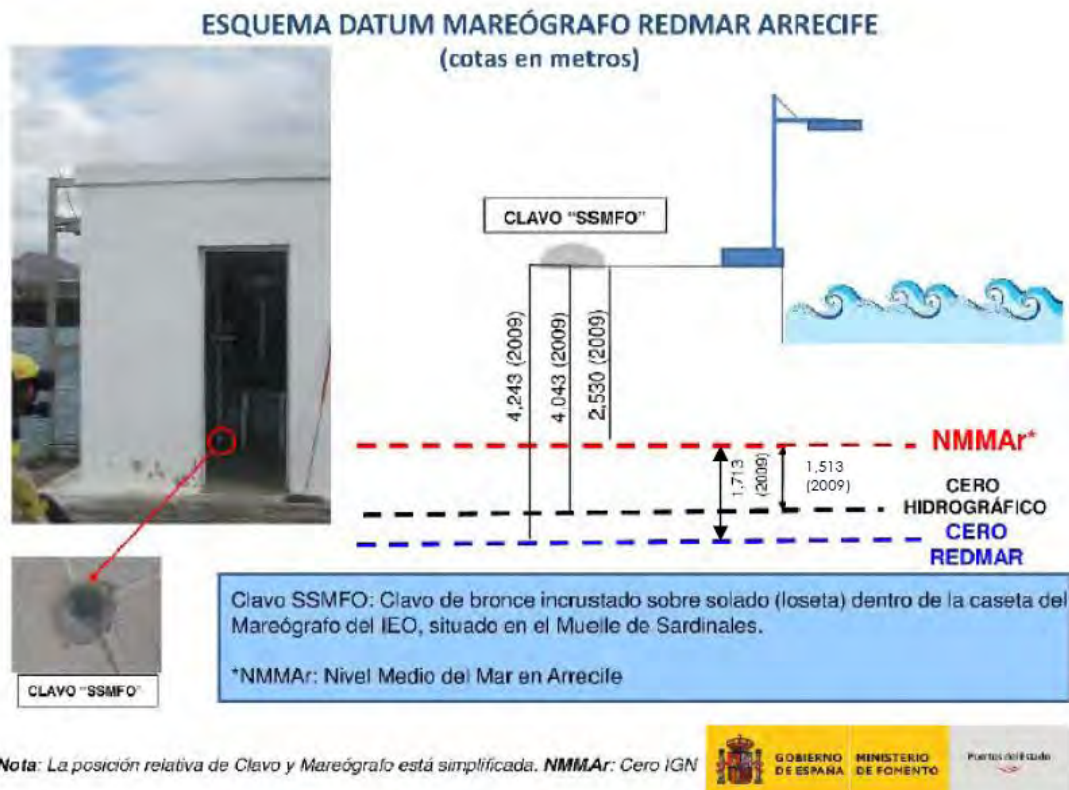 ESQUEMA DATUM MAREÓGRAFO REDMAR ARRECIFE
(cotas en metros)
CLAVO "SSMFO"
4,243 (2009)
4.043 (2009)
2,530 (2009)
NMMAr*
1,713
(2009)
1,513
(2009)
CERO
HIDROGRÁFICO
CERO
REDMAR
Clavo SSMFO: Clavo de bronce incrustado sobre solado (loseta) dentro de la caseta del
Mareógrafo del IEO, situado en el Muelle de Sardinales.
*NMMAr: Nivel Medio del Mar en Arrecife
CLAVO "SSMFO"
Nota: La posición relativa de Clavo y Mareógrafo está simplificada. NMMAr: Cero IGN
GOBIERNO
DE ESPAÑA
MINISTERIO
DE FOMENTO
Puertos del Estado